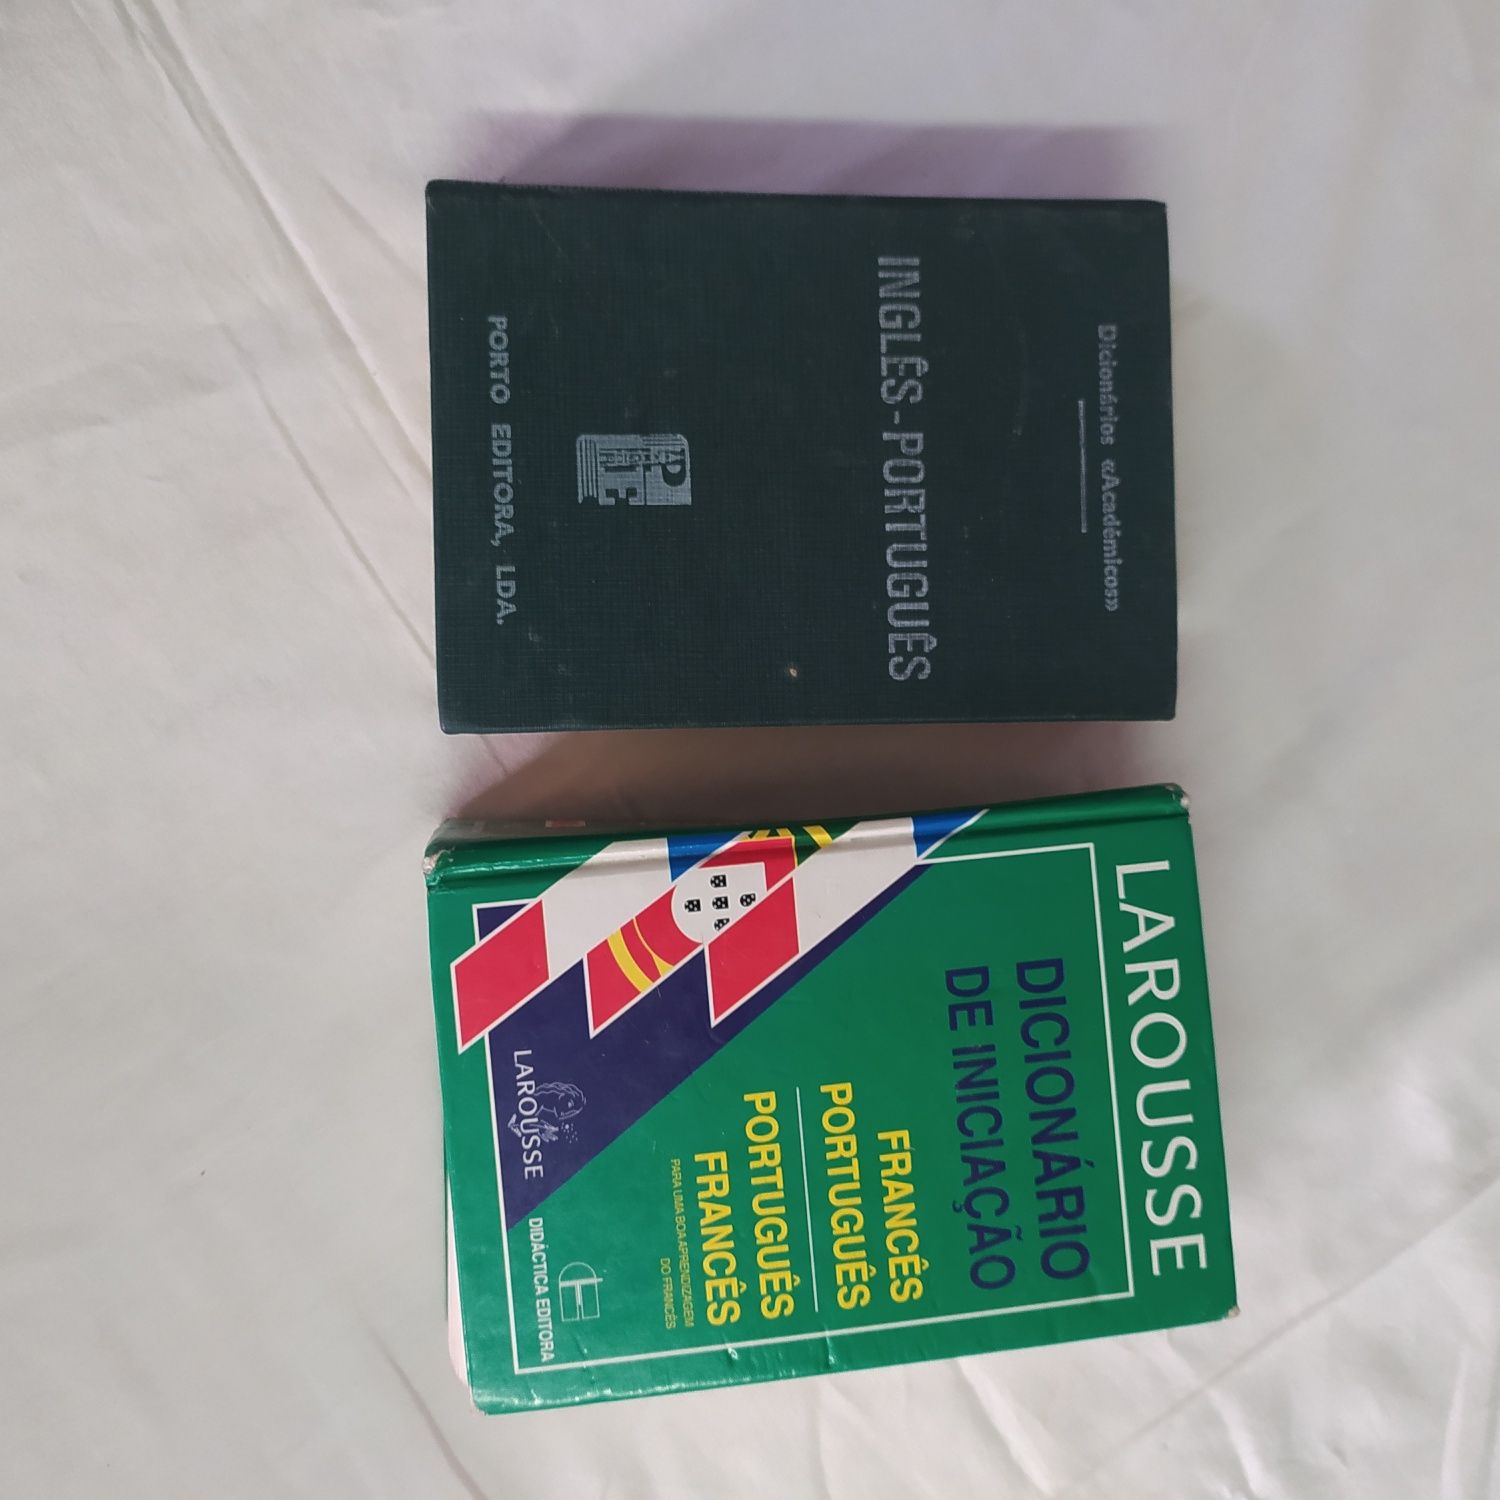 Dicionários «Académicos»
INGLÊS-PORTUGUÊS
PE
PORTO EDITORA, LDA.
LAROUSSE
DICIONÁRIO
DE INICIAÇÃO
FRANCÊS
PORTUGUÊS
PORTUGUÊS
FRANCÊS
PARA UMA BOA APRENDIZAGEM
DO FRANCÊS
LAROUSSE
DIDÁCTICA EDITORA